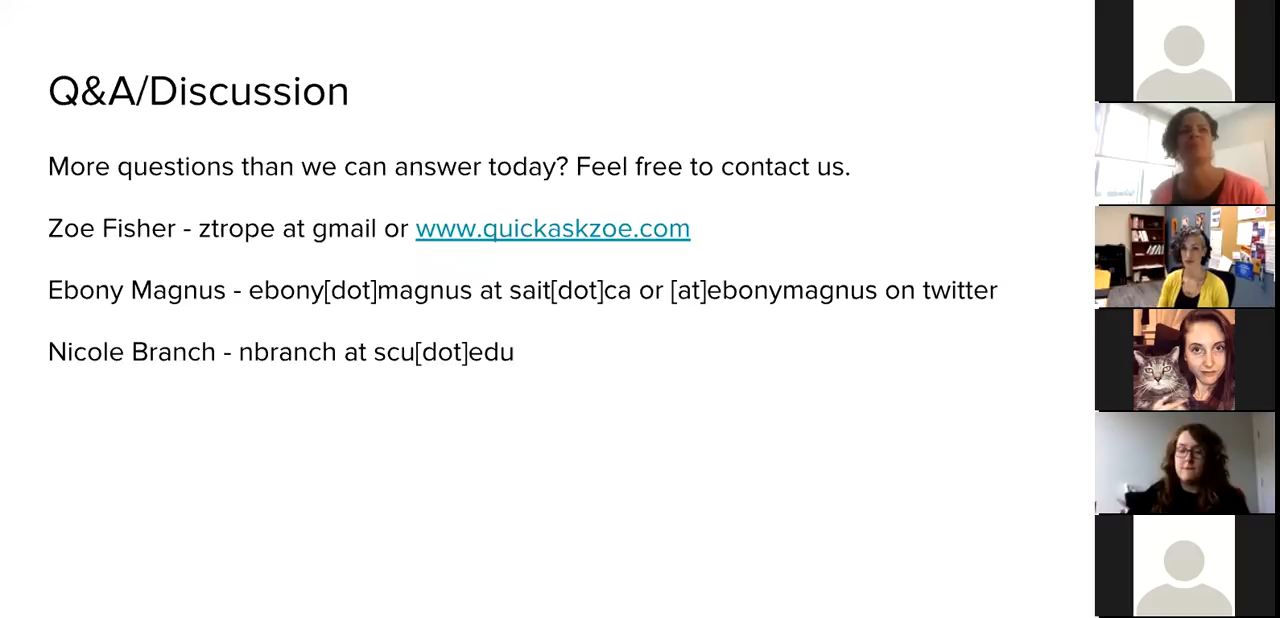 Q&A/Discussion
More questions than we can answer today? Feel free to contact us.
Zoe Fisher - ztrope at gmail or www.quickaskzoe.com
Ebony Magnus - ebony[dot]magnus at sait[dot]ca or [at]ebonymagnus on twitter
Nicole Branch - nbranch at scu[dot]edu